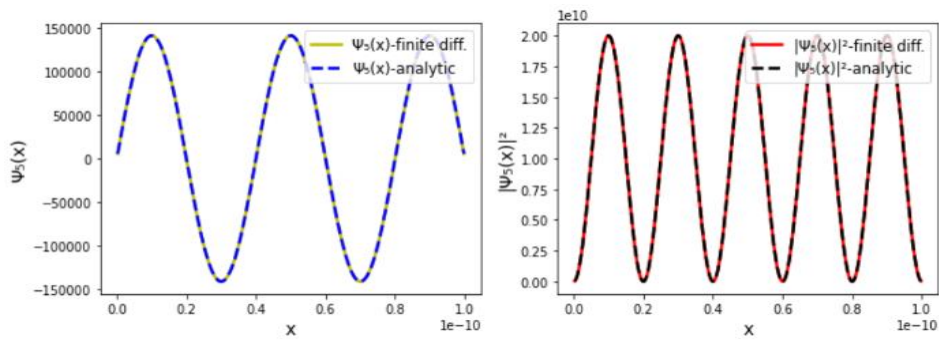 150000
100000
50000
0
−50000
−100000
−150000
Ψ₅(x)
Ψ₅(x)-finite diff.
Ψ₅(x)-analytic
0.0 0.2 0.4 0.6 0.8 1.0
1e−10
x
1e10
2.00
1.75
1.50
1.25
1.00
0.75
0.50
0.25
0.00
|Ψ₅(x)|²
|Ψ₅(x)|²-finite diff.
|Ψ₅(x)|²-analytic
0.0 0.2 0.4 0.6 0.8 1.0
1e−10
x